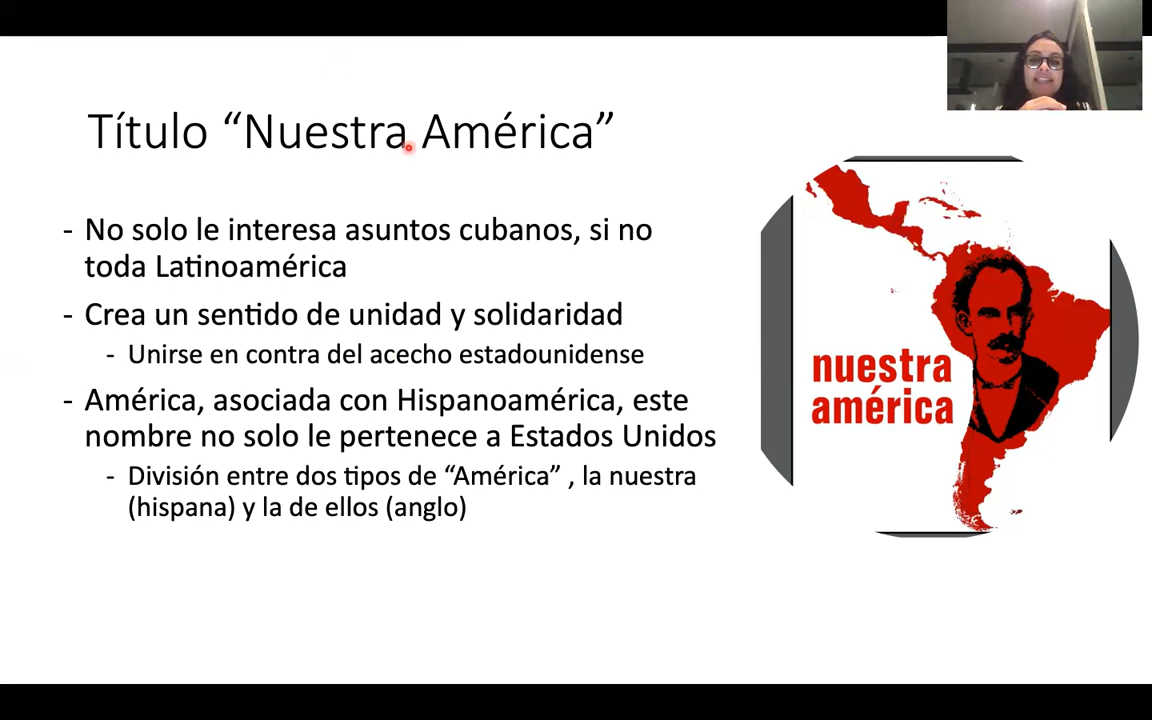 Título “Nuestra América”
- No solo le interesa asuntos cubanos, si no
toda Latinoamérica
- Crea un sentido de unidad y solidaridad
- Unirse en contra del acecho estadounidense
- América, asociada con Hispanoamérica, este
nombre no solo le pertenece a Estados Unidos
- División entre dos tipos de “América” , la nuestra
(hispana) y la de ellos (anglo)
nuestra
américa